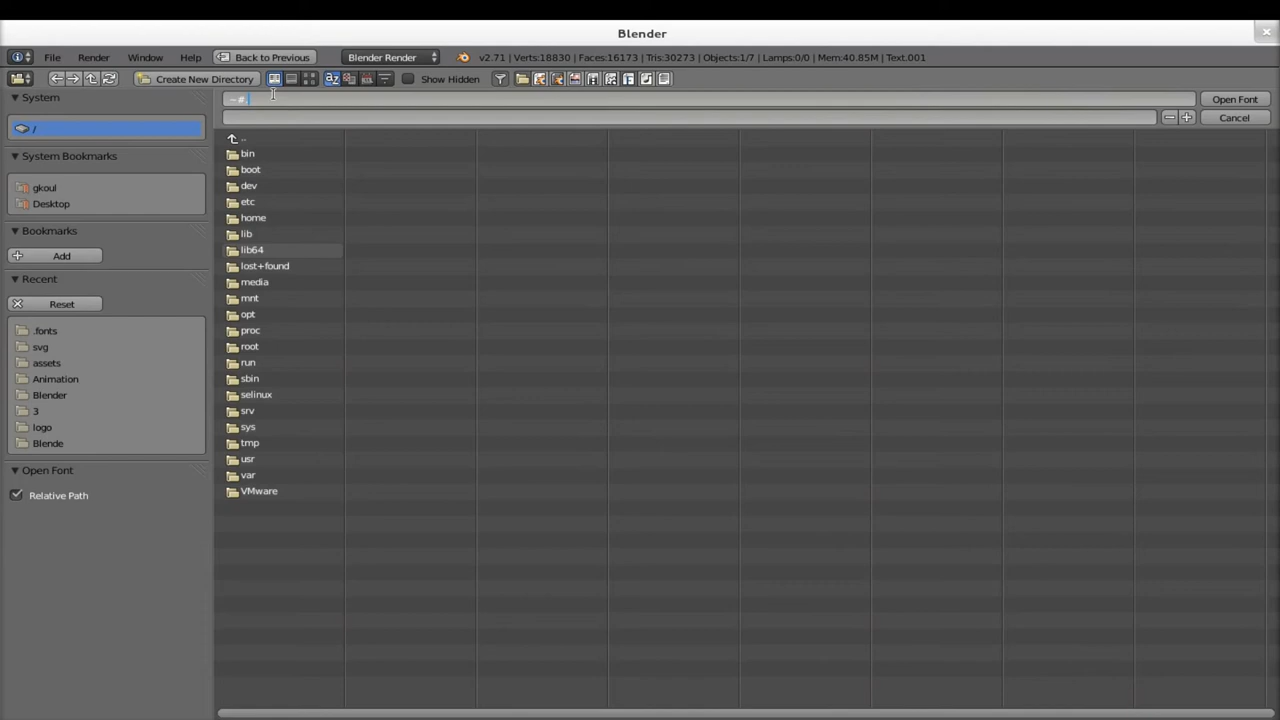 Blender
File Render Window Help Back to Previous Blender Render v2.71 | Verts:18830 | Faces:16173 | Tris:30273 | Objects:1/7 | Lamps:0/0 | Mem:40.85M | Text.001
Create New Directory Show Hidden
System
/
System Bookmarks
gkoul
Desktop
Bookmarks
Add
Recent
Reset
.fonts
svg
assets
Animation
Blender
3
logo
Blende
Open Font
Relative Path
Open Font
Cancel
..
bin
boot
dev
etc
home
lib
lib64
lost+found
media
mnt
opt
proc
root
run
sbin
selinux
srv
sys
tmp
usr
var
VMware